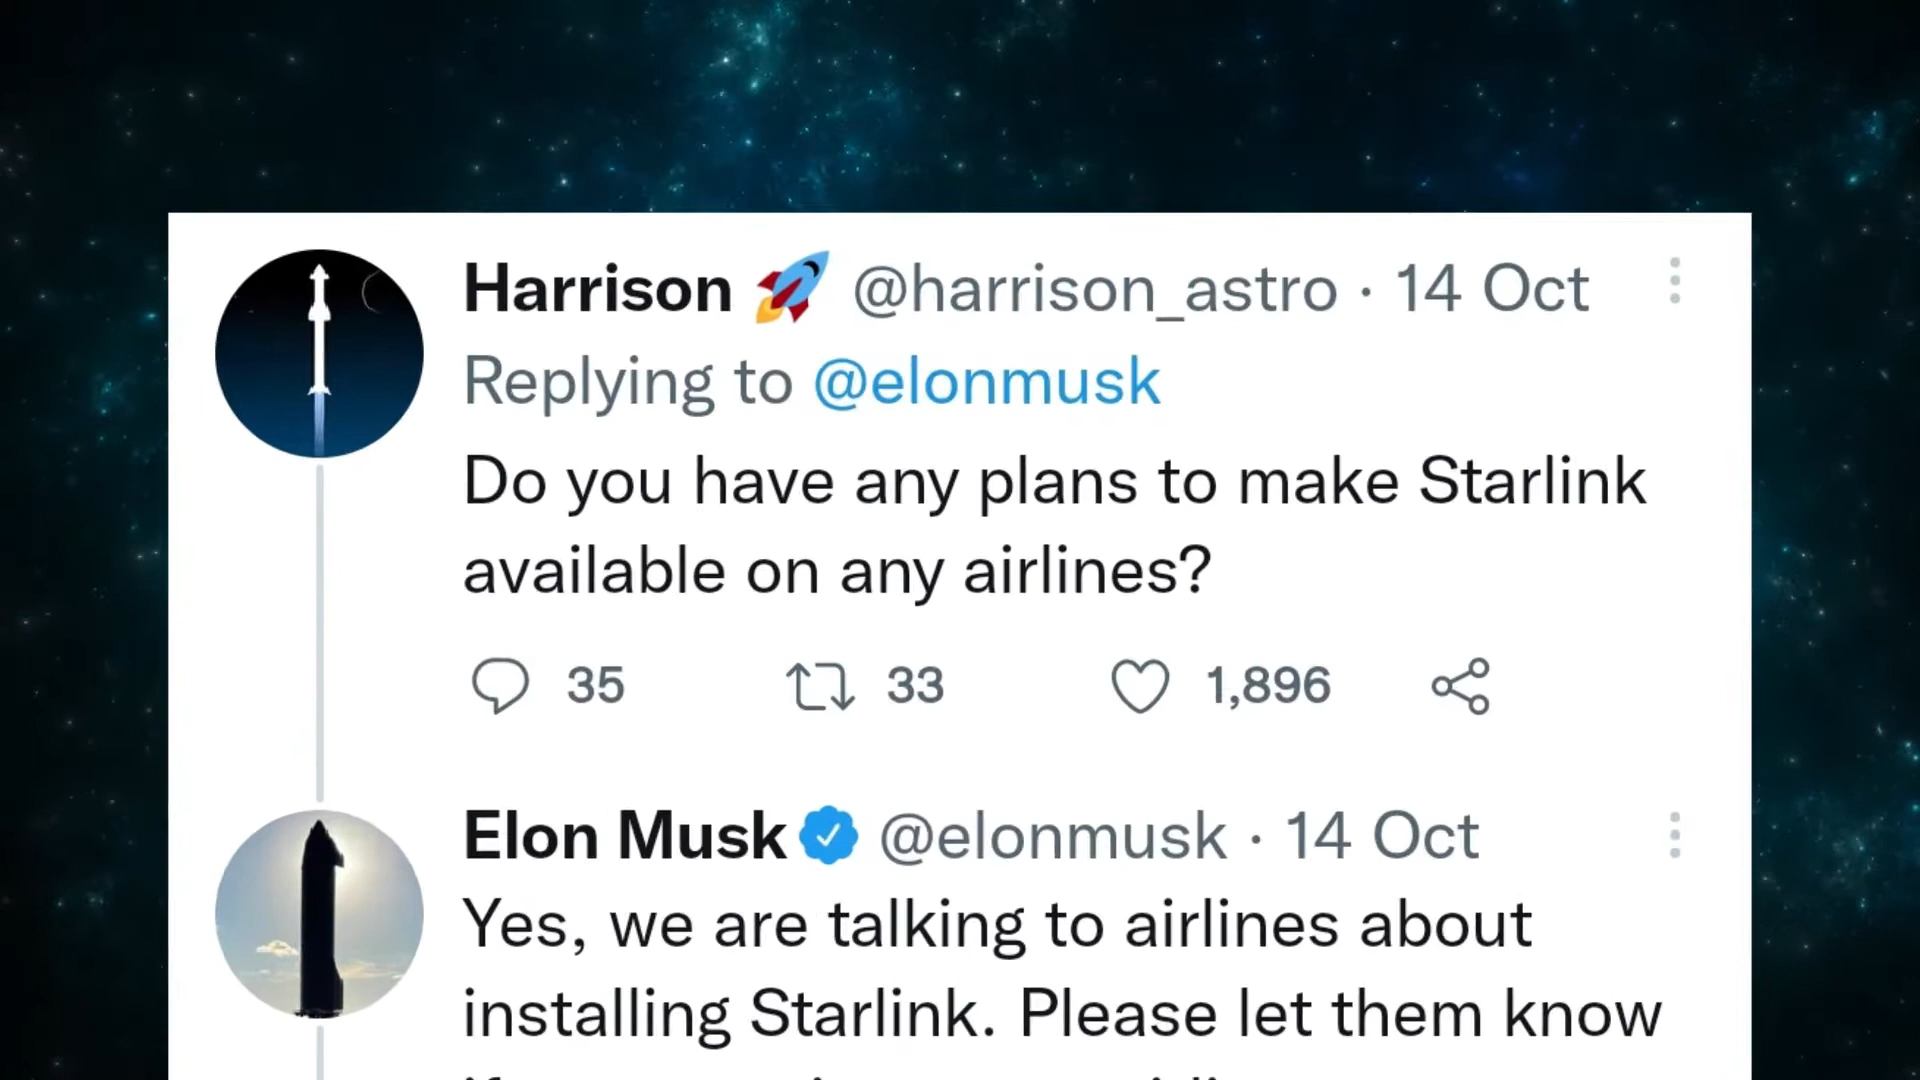 Harrison 🚀 @harrison_astro · 14 Oct
Replying to @elonmusk
Do you have any plans to make Starlink
available on any airlines?
35 33 1,896
Elon Musk @elonmusk · 14 Oct
Yes, we are talking to airlines about
installing Starlink. Please let them know